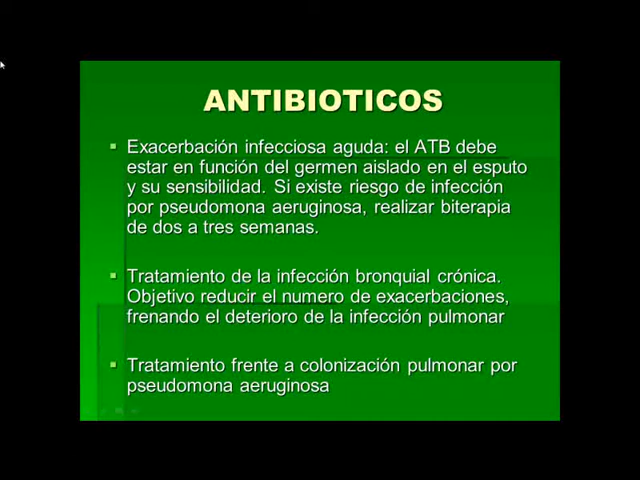 ANTIBIOTICOS
Exacerbación infecciosa aguda: el ATB debe
estar en función del germen aislado en el esputo
y su sensibilidad. Si existe riesgo de infección
por pseudomona aeruginosa, realizar biterapia
de dos a tres semanas.
Tratamiento de la infección bronquial crónica.
Objetivo reducir el numero de exacerbaciones,
frenando el deterioro de la infección pulmonar
Tratamiento frente a colonización pulmonar por
pseudomona aeruginosa